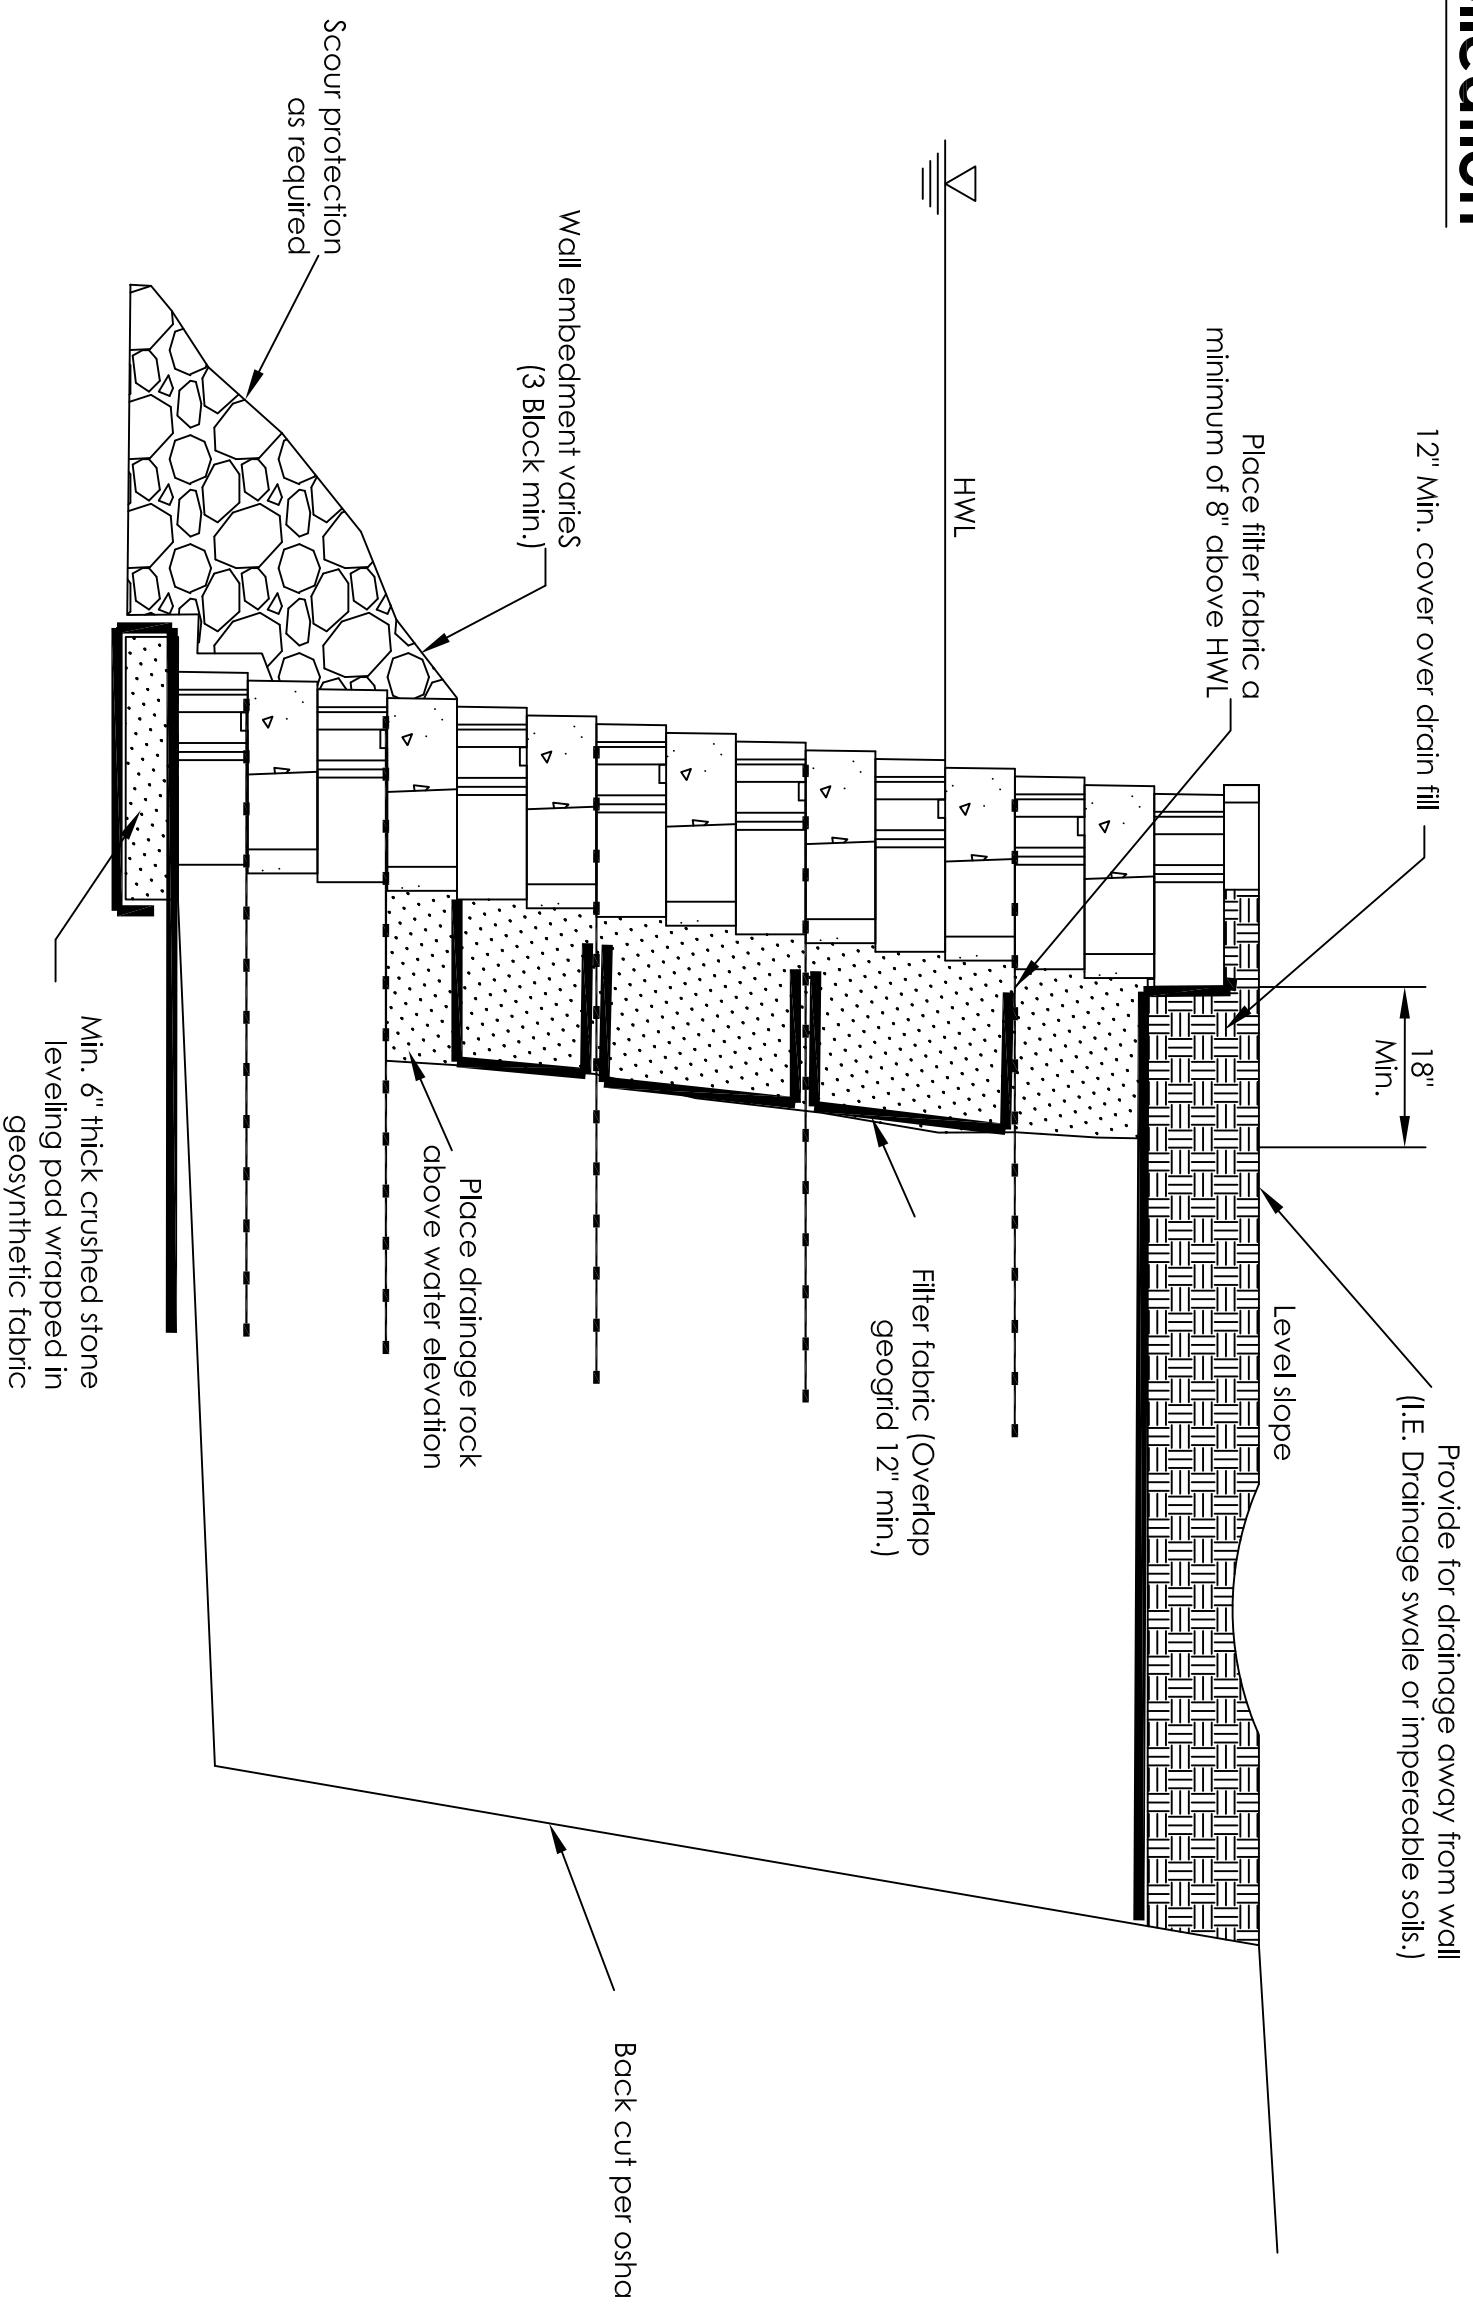 12" Min. cover over drain fill
Place filter fabric a
minimum of 8" above HWL
HWL
Wall embedment varieS
(3 Block min.)
Scour protection
as required
18"
Min.
Provide for drainage away from wall
(I.E. Drainage swale or impereable soils.)
Level slope
Filter fabric (Overlap
geogrid 12" min.)
Place drainage rock
above water elevation
Min. 6" thick crushed stone
leveling pad wrapped in
geosynthetic fabric
Back cut per osha